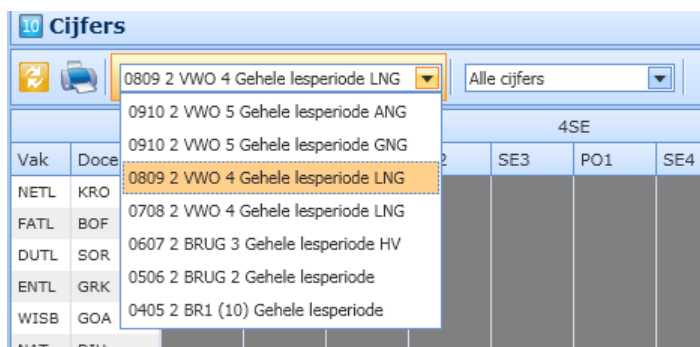 10 Cijfers
0809 2 VWO 4 Gehele lesperiode LNG Alle cijfers
0910 2 VWO 5 Gehele lesperiode ANG
0910 2 VWO 5 Gehele lesperiode GNG
0809 2 VWO 4 Gehele lesperiode LNG
0708 2 VWO 4 Gehele lesperiode LNG
0607 2 BRUG 3 Gehele lesperiode HV
0506 2 BRUG 2 Gehele lesperiode
0405 2 BR1 (10) Gehele lesperiode
4SE
Vak Doce SE3 PO1 SE4
NETL KRO
FATL BOF
DUTL SOR
ENTL GRK
WISB GOA